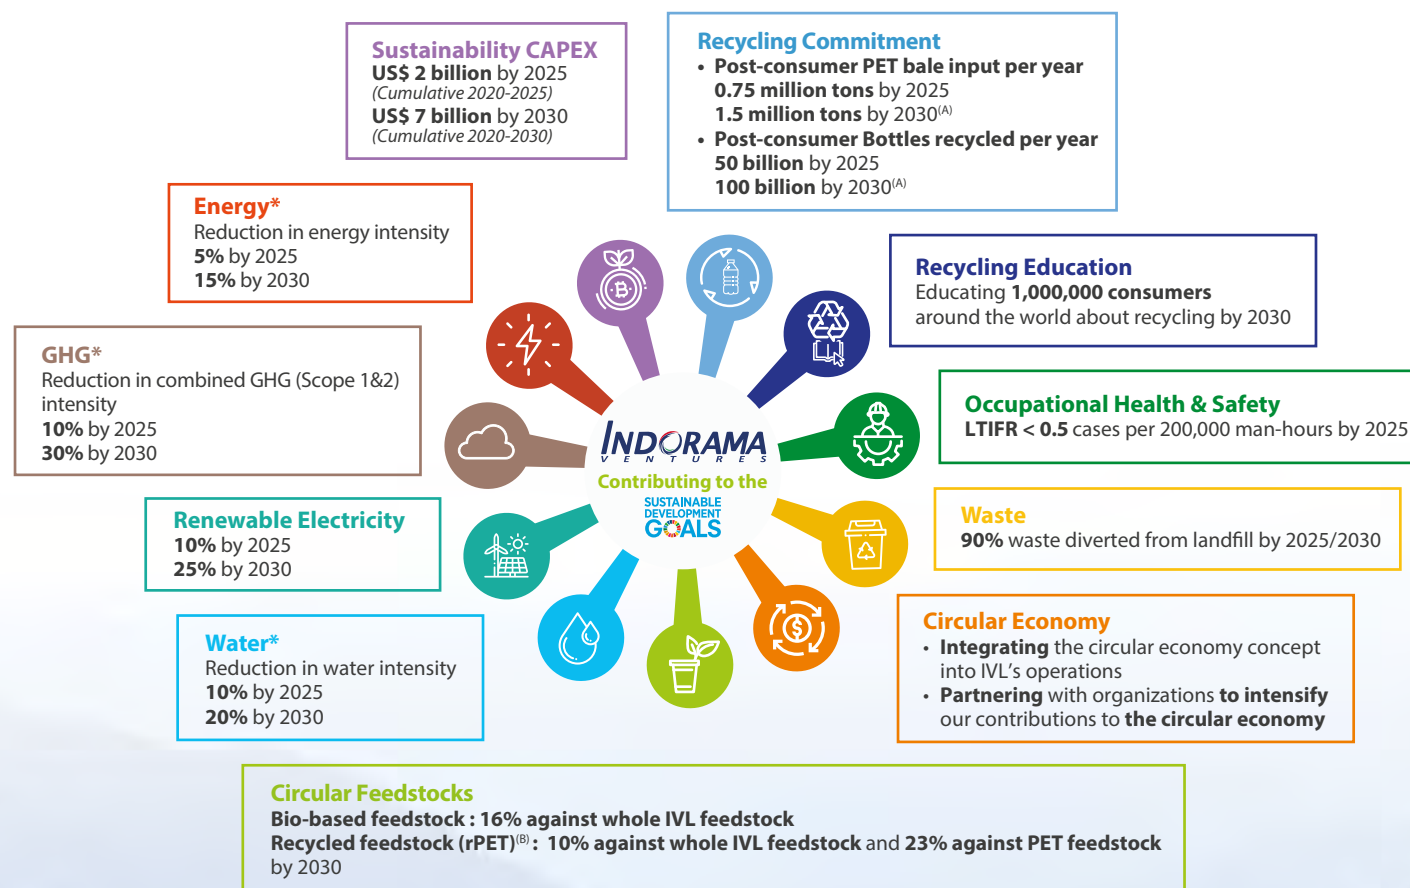 Sustainability CAPEX
US$ 2 billion by 2025
(Cumulative 2020-2025)
US$ 7 billion by 2030
(Cumulative 2020-2030)
Recycling Commitment
• Post-consumer PET bale input per year
0.75 million tons by 2025
1.5 million tons by 2030(A)
• Post-consumer Bottles recycled per year
50 billion by 2025
100 billion by 2030(A)
Energy*
Reduction in energy intensity
5% by 2025
15% by 2030
Recycling Education
Educating 1,000,000 consumers
around the world about recycling by 2030
GHG*
Reduction in combined GHG (Scope 1&2)
intensity
10% by 2025
30% by 2030
Occupational Health & Safety
LTIFR < 0.5 cases per 200,000 man-hours by 2025
INDORAMA
VENTURES
Contributing to the
SUSTAINABLE
DEVELOPMENT
GOALS
Renewable Electricity
10% by 2025
25% by 2030
Waste
90% waste diverted from landfill by 2025/2030
Water*
Reduction in water intensity
10% by 2025
20% by 2030
Circular Economy
• Integrating the circular economy concept
into IVL's operations
• Partnering with organizations to intensify
our contributions to the circular economy
Circular Feedstocks
Bio-based feedstock : 16% against whole IVL feedstock
Recycled feedstock (rPET)(B) : 10% against whole IVL feedstock and 23% against PET feedstock
by 2030